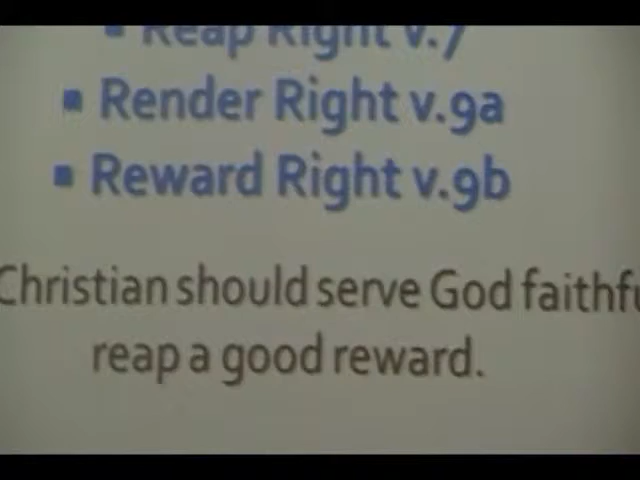 ▪ Reap Right v.7
▪ Render Right v.9a
▪ Reward Right v.9b
Christian should serve God faithfu
reap a good reward.